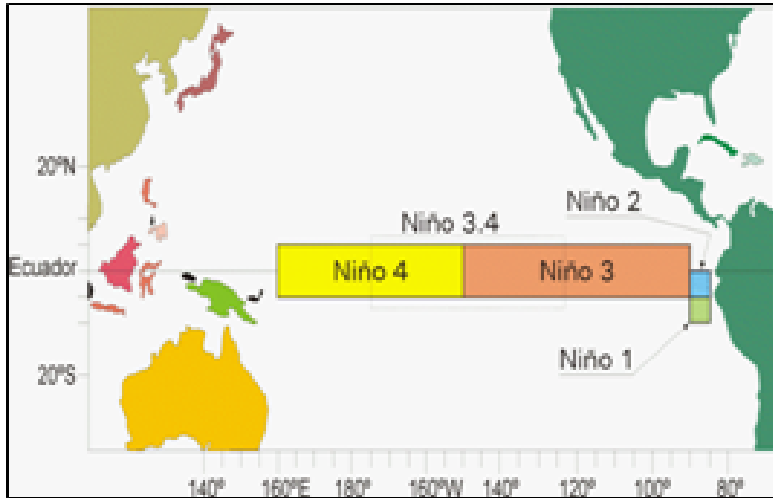 20ºN
Niño 2
Niño 3.4
Ecuador
Niño 4
Niño 3
Niño 1
20ºS
140º 160ºE 180º 160ºW 140º 120º 100º 80º